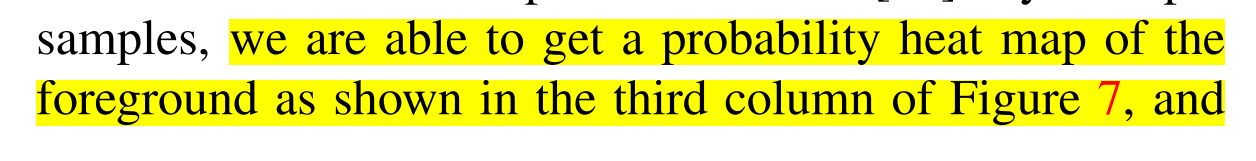 samples, we are able to get a probability heat map of the
foreground as shown in the third column of Figure 7, and